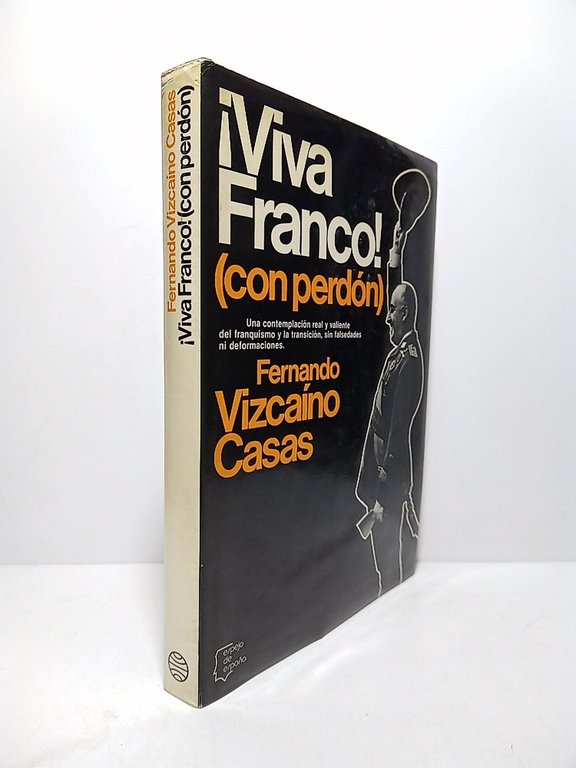 Fernando Vizcaíno Casas
¡Viva Franco! (con perdón)
¡Viva
Franco!
(con perdón)
Una contemplación real y valiente
del franquismo y la transición, sin falsedades
ni deformaciones.
Fernando
Vizcaíno
Casas
espejo
de
españa